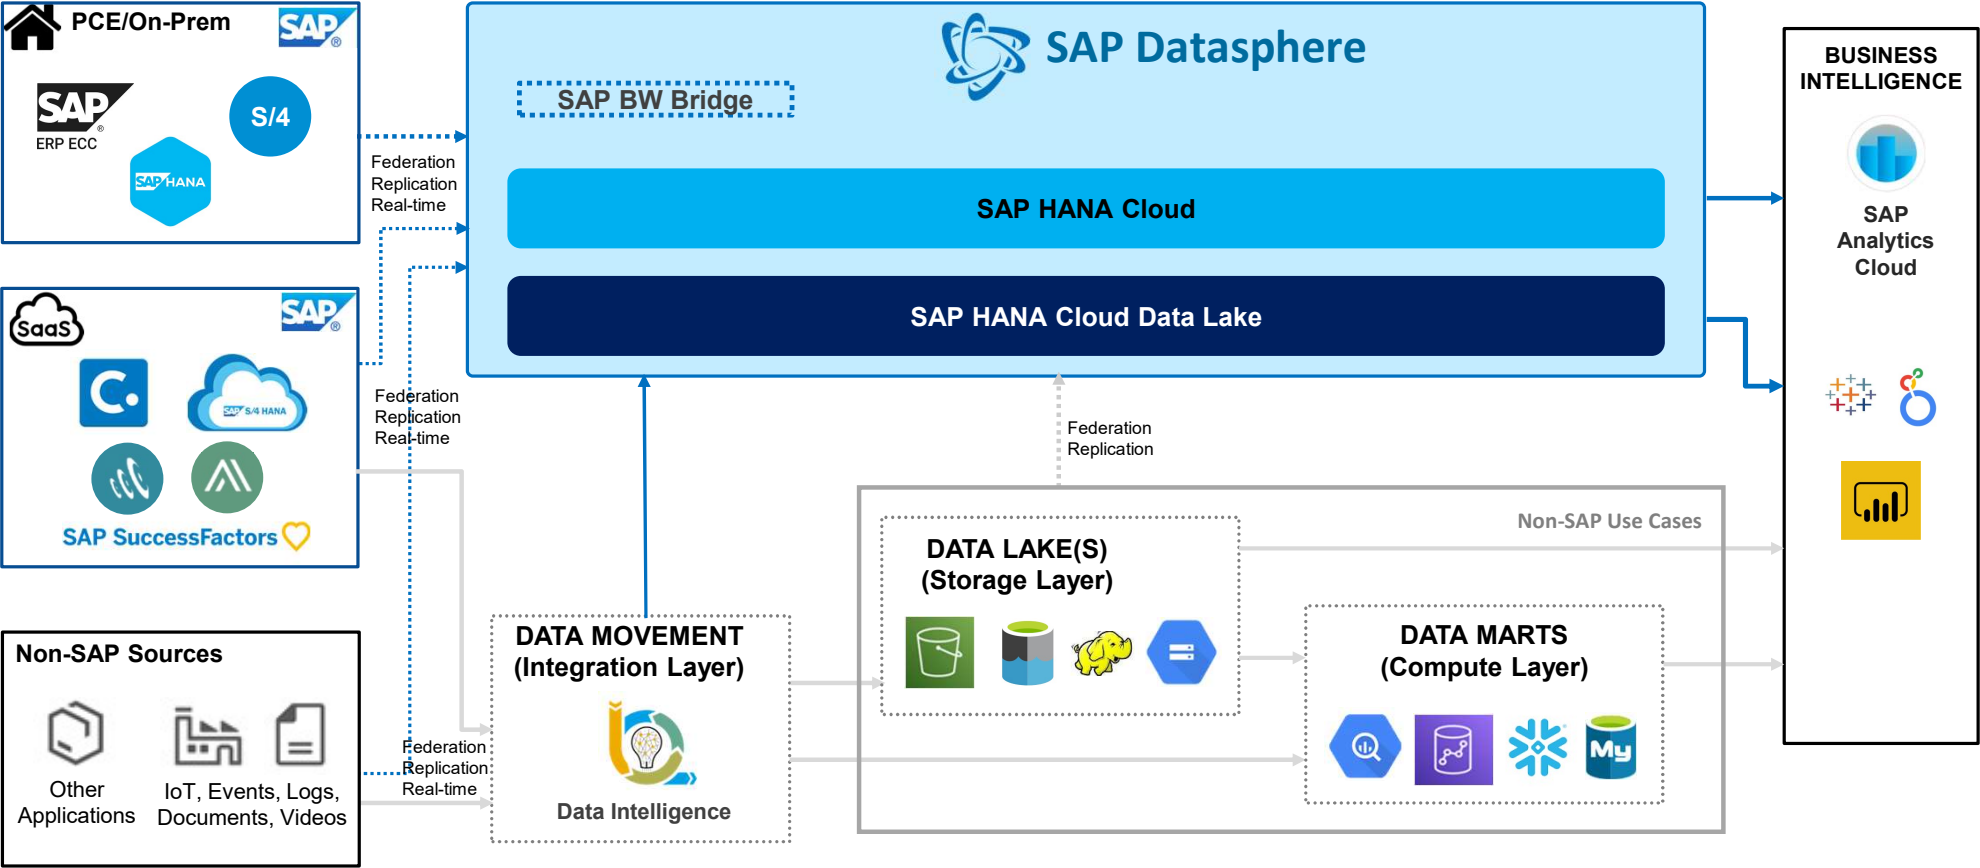 PCE/On-Prem
SAP
®
SAP
®
ERP ECC
S/4
SAP HANA
Federation
Replication
Real-time
SAP Datasphere
SAP BW Bridge
SAP HANA Cloud
SAP HANA Cloud Data Lake
BUSINESS
INTELLIGENCE
SAP
Analytics
Cloud
SaaS
SAP
®
C.
SAP S/4 HANA
SAP SuccessFactors
Federation
Replication
Real-time
Federation
Replication
Non-SAP Use Cases
DATA LAKE(S)
(Storage Layer)
DATA MARTS
(Compute Layer)
My
DATA MOVEMENT
(Integration Layer)
Data Intelligence
Non-SAP Sources
Other
Applications
IoT, Events, Logs,
Documents, Videos
Federation
Replication
Real-time